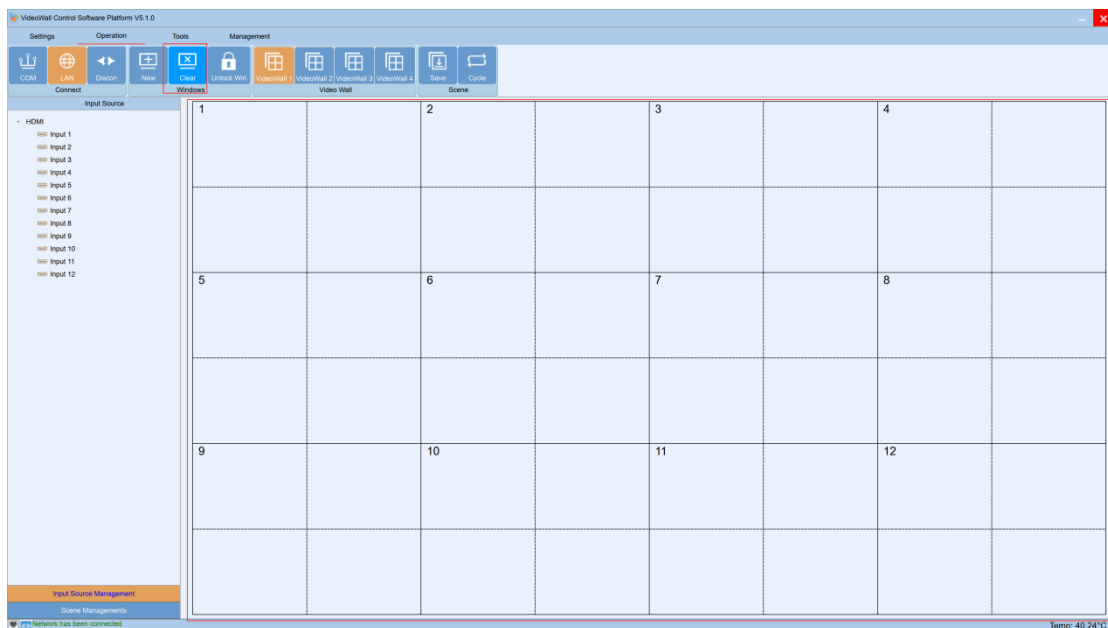 VideoWall Control Software Platform V5.1.0
Settings Operation Tools Management
COM LAN Discon New Clear Unlock Win VideoWall 1 VideoWall 2 VideoWall 3 VideoWall 4 Save Cycle
Connect Windows Video Wall Scene
Input Source
HDMI
Input 1
Input 2
Input 3
Input 4
Input 5
Input 6
Input 7
Input 8
Input 9
Input 10
Input 11
Input 12
1 2 3 4
5 6 7 8
9 10 11 12
Input Source Management
Scene Managements
Network has been connected
Temp: 40.24°C